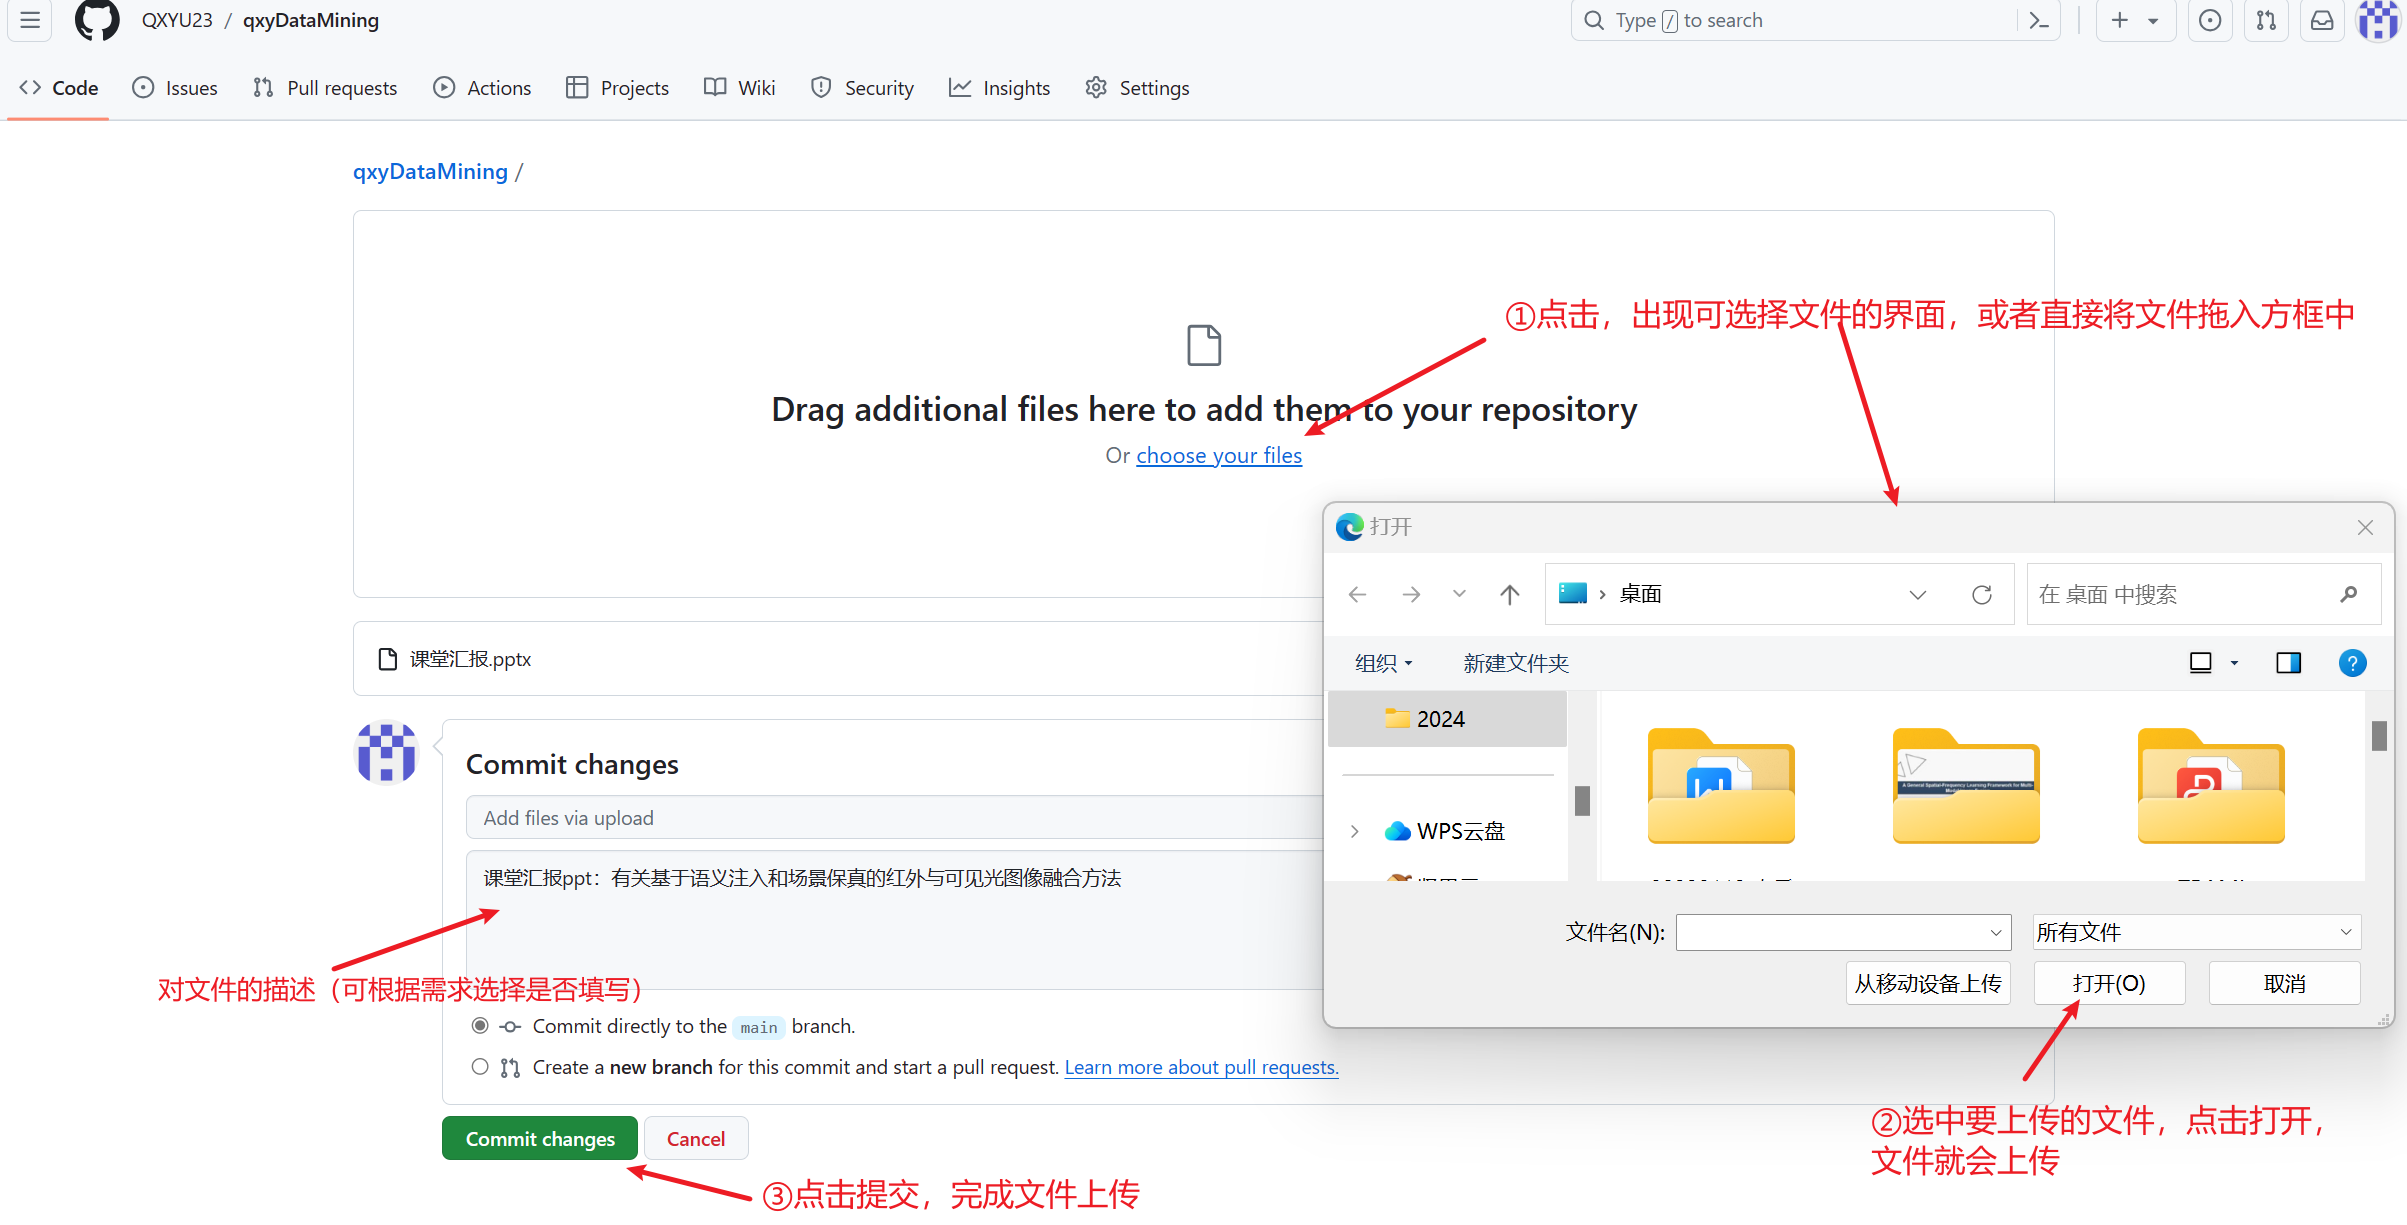 QXYU23 / qxyDataMining
Type / to search
Code
Issues
Pull requests
Actions
Projects
Wiki
Security
Insights
Settings
qxyDataMining /
①点击，出现可选择文件的界面，或者直接将文件拖入方框中
Drag additional files here to add them to your repository
Or choose your files
打开
桌面
在 桌面 中搜索
组织
新建文件夹
2024
WPS云盘
A General Spatial-Frequency Learning Framework for Multi-
文件名(N):
所有文件
从移动设备上传
打开(O)
取消
课堂汇报.pptx
Commit changes
Add files via upload
课堂汇报ppt：有关基于语义注入和场景保真的红外与可见光图像融合方法
对文件的描述（可根据需求选择是否填写）
Commit directly to the main branch.
Create a new branch for this commit and start a pull request. Learn more about pull requests.
Commit changes
Cancel
②选中要上传的文件，点击打开，
文件就会上传
③点击提交，完成文件上传